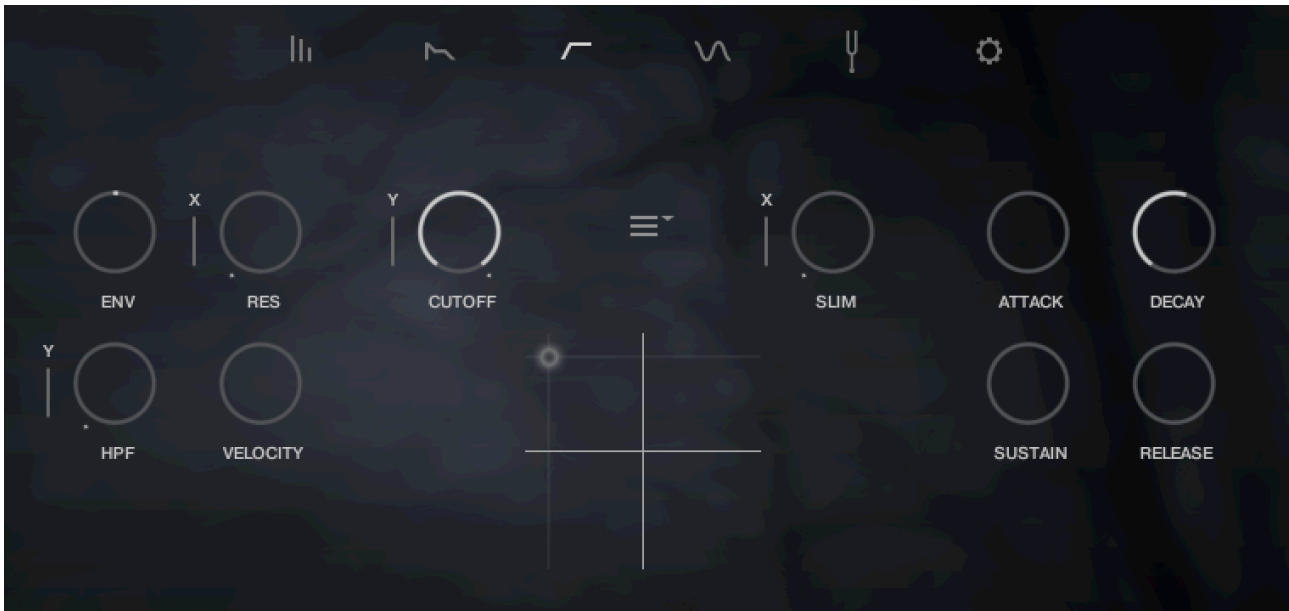 X
Y
X
ENV
RES
CUTOFF
SLIM
ATTACK
DECAY
Y
HPF
VELOCITY
SUSTAIN
RELEASE